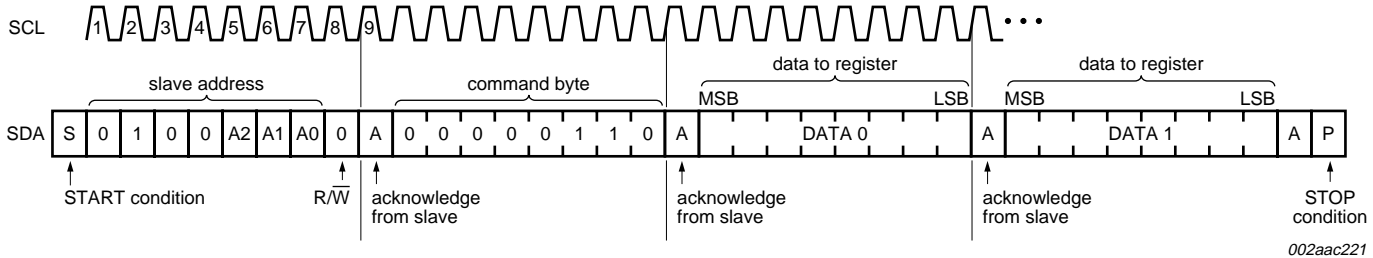 SCL 1 2 3 4 5 6 7 8 9
slave address command byte data to register data to register
MSB LSB MSB LSB
SDA S 0 1 0 0 A2 A1 A0 0 A 0 0 0 0 0 1 1 0 A DATA 0 A DATA 1 A P
START condition R/W̅ acknowledge from slave acknowledge from slave acknowledge from slave STOP condition
002aac221